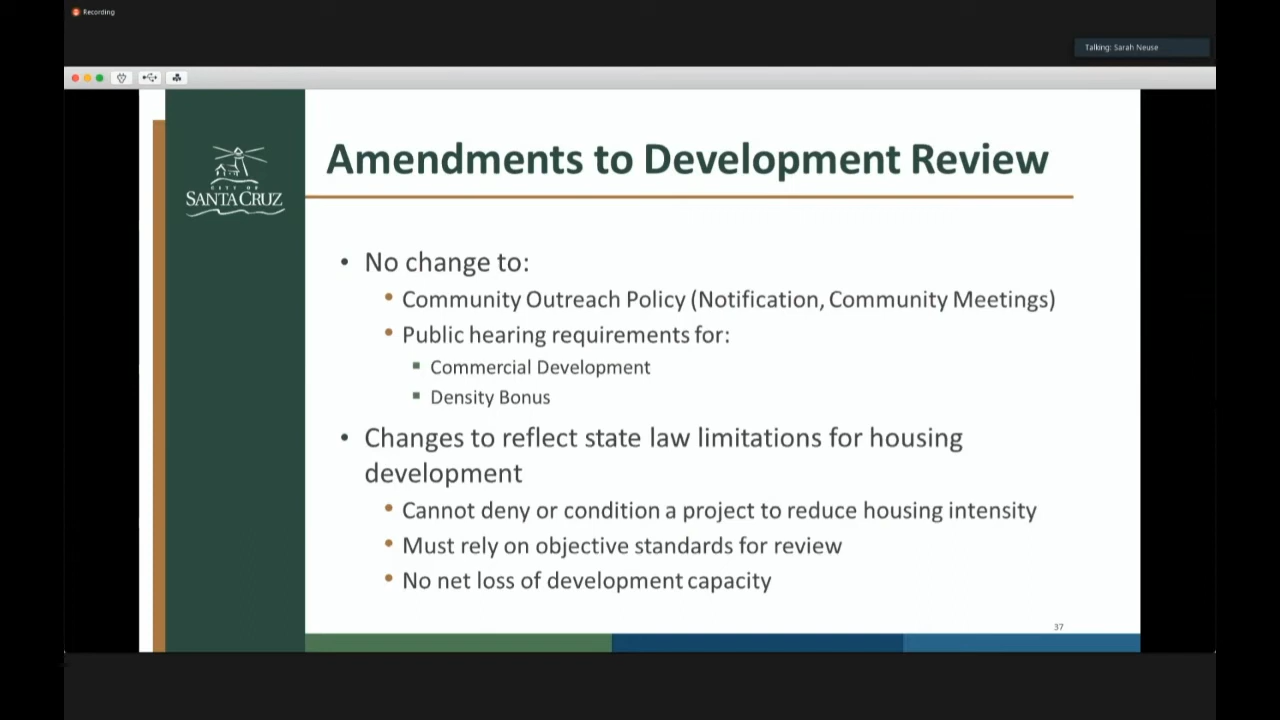 Recording
Talking: Sarah Neuse
CITY OF
SANTA CRUZ
Amendments to Development Review
• No change to:
• Community Outreach Policy (Notification, Community Meetings)
• Public hearing requirements for:
▪ Commercial Development
▪ Density Bonus
• Changes to reflect state law limitations for housing
development
• Cannot deny or condition a project to reduce housing intensity
• Must rely on objective standards for review
• No net loss of development capacity
37